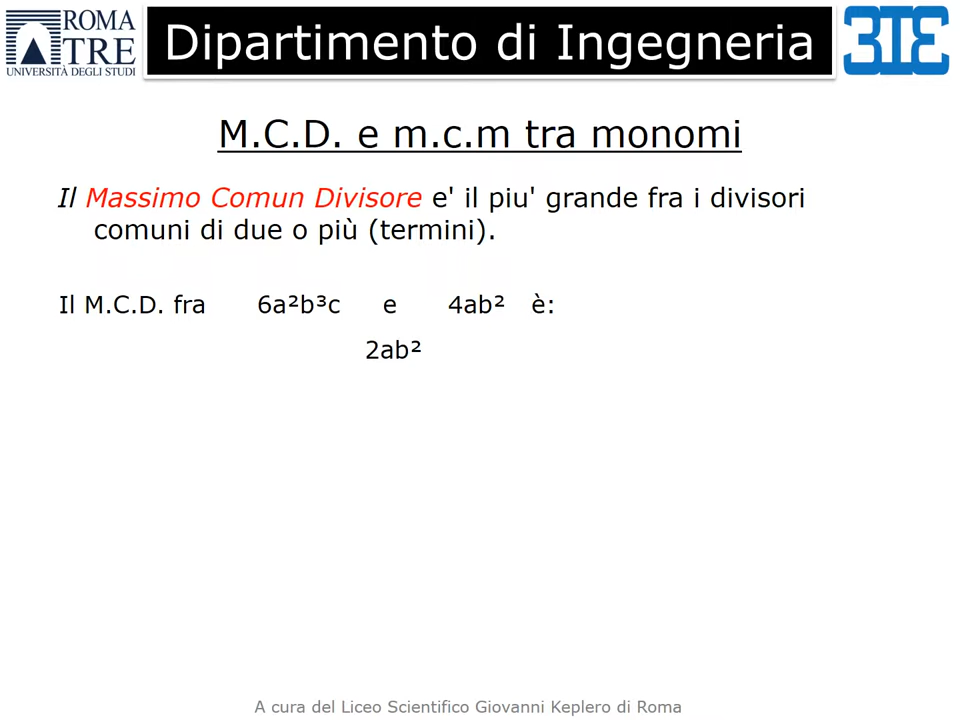 ROMA
TRE
UNIVERSITÀ DEGLI STUDI
Dipartimento di Ingegneria
M.C.D. e m.c.m tra monomi
Il Massimo Comun Divisore e' il piu' grande fra i divisori
comuni di due o più (termini).
Il M.C.D. fra 6a²b³c e 4ab² è:
2ab²
A cura del Liceo Scientifico Giovanni Keplero di Roma